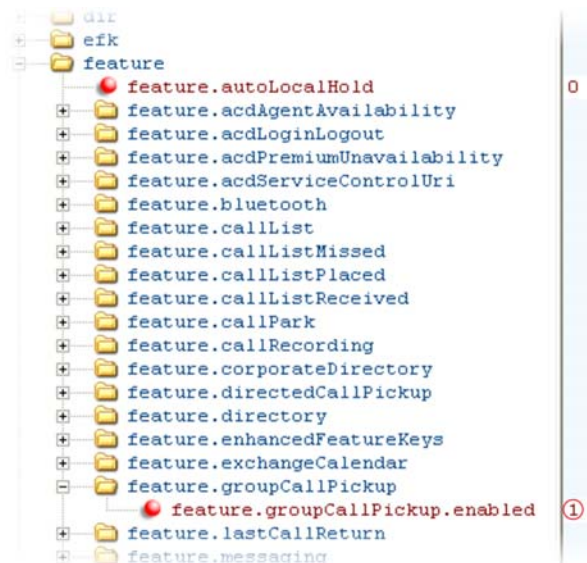 dir
efk
feature
feature.autoLocalHold 0
feature.acdAgentAvailability
feature.acdLoginLogout
feature.acdPremiumUnavailability
feature.acdServiceControlUri
feature.bluetooth
feature.callList
feature.callListMissed
feature.callListPlaced
feature.callListReceived
feature.callPark
feature.callRecording
feature.corporateDirectory
feature.directedCallPickup
feature.directory
feature.enhancedFeatureKeys
feature.exchangeCalendar
feature.groupCallPickup
feature.groupCallPickup.enabled 1
feature.lastCallReturn
feature.messaging